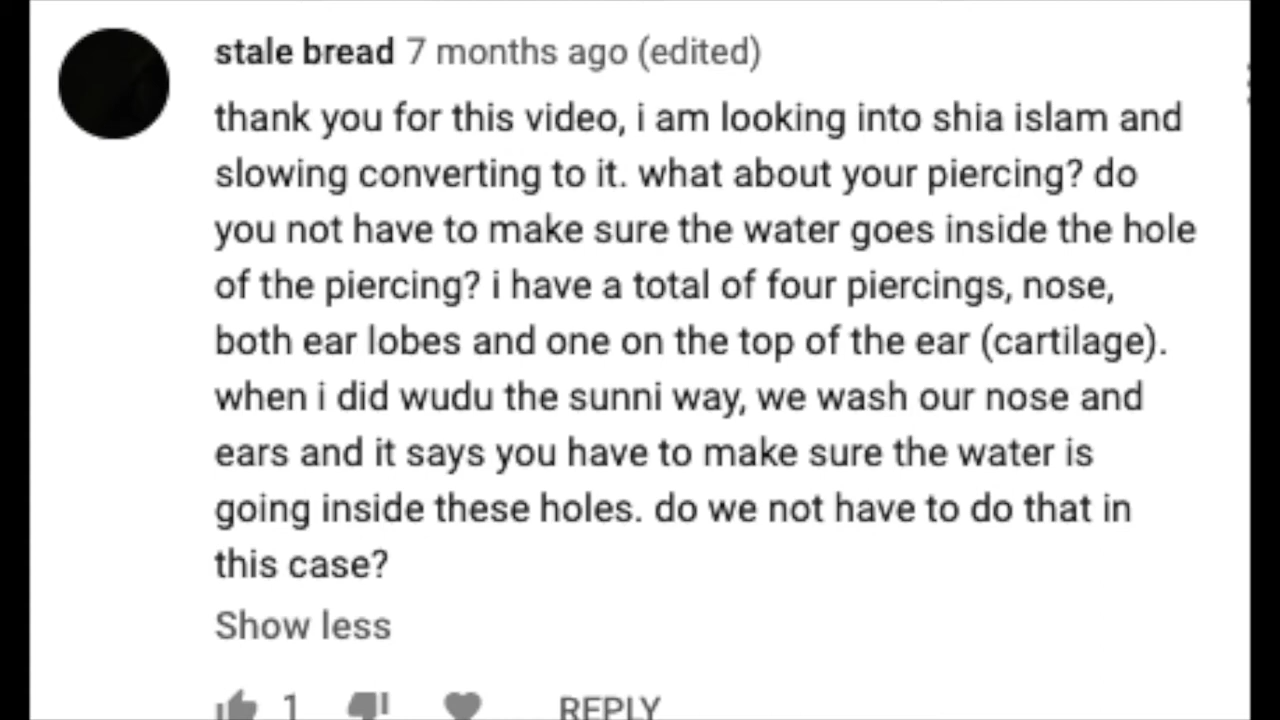 stale bread 7 months ago (edited)
thank you for this video, i am looking into shia islam and
slowing converting to it. what about your piercing? do
you not have to make sure the water goes inside the hole
of the piercing? i have a total of four piercings, nose,
both ear lobes and one on the top of the ear (cartilage).
when i did wudu the sunni way, we wash our nose and
ears and it says you have to make sure the water is
going inside these holes. do we not have to do that in
this case?
Show less
1 REPLY